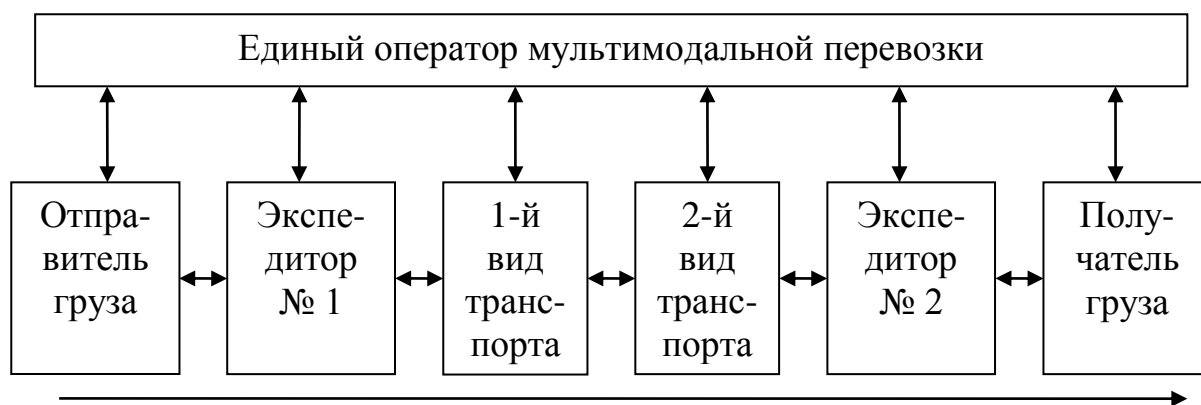 Единый оператор мультимодальной перевозки
Отпра-
витель
груза
Экспе-
дитор
№ 1
1-й
вид
транс-
порта
2-й
вид
транс-
порта
Экспе-
дитор
№ 2
Полу-
чатель
груза